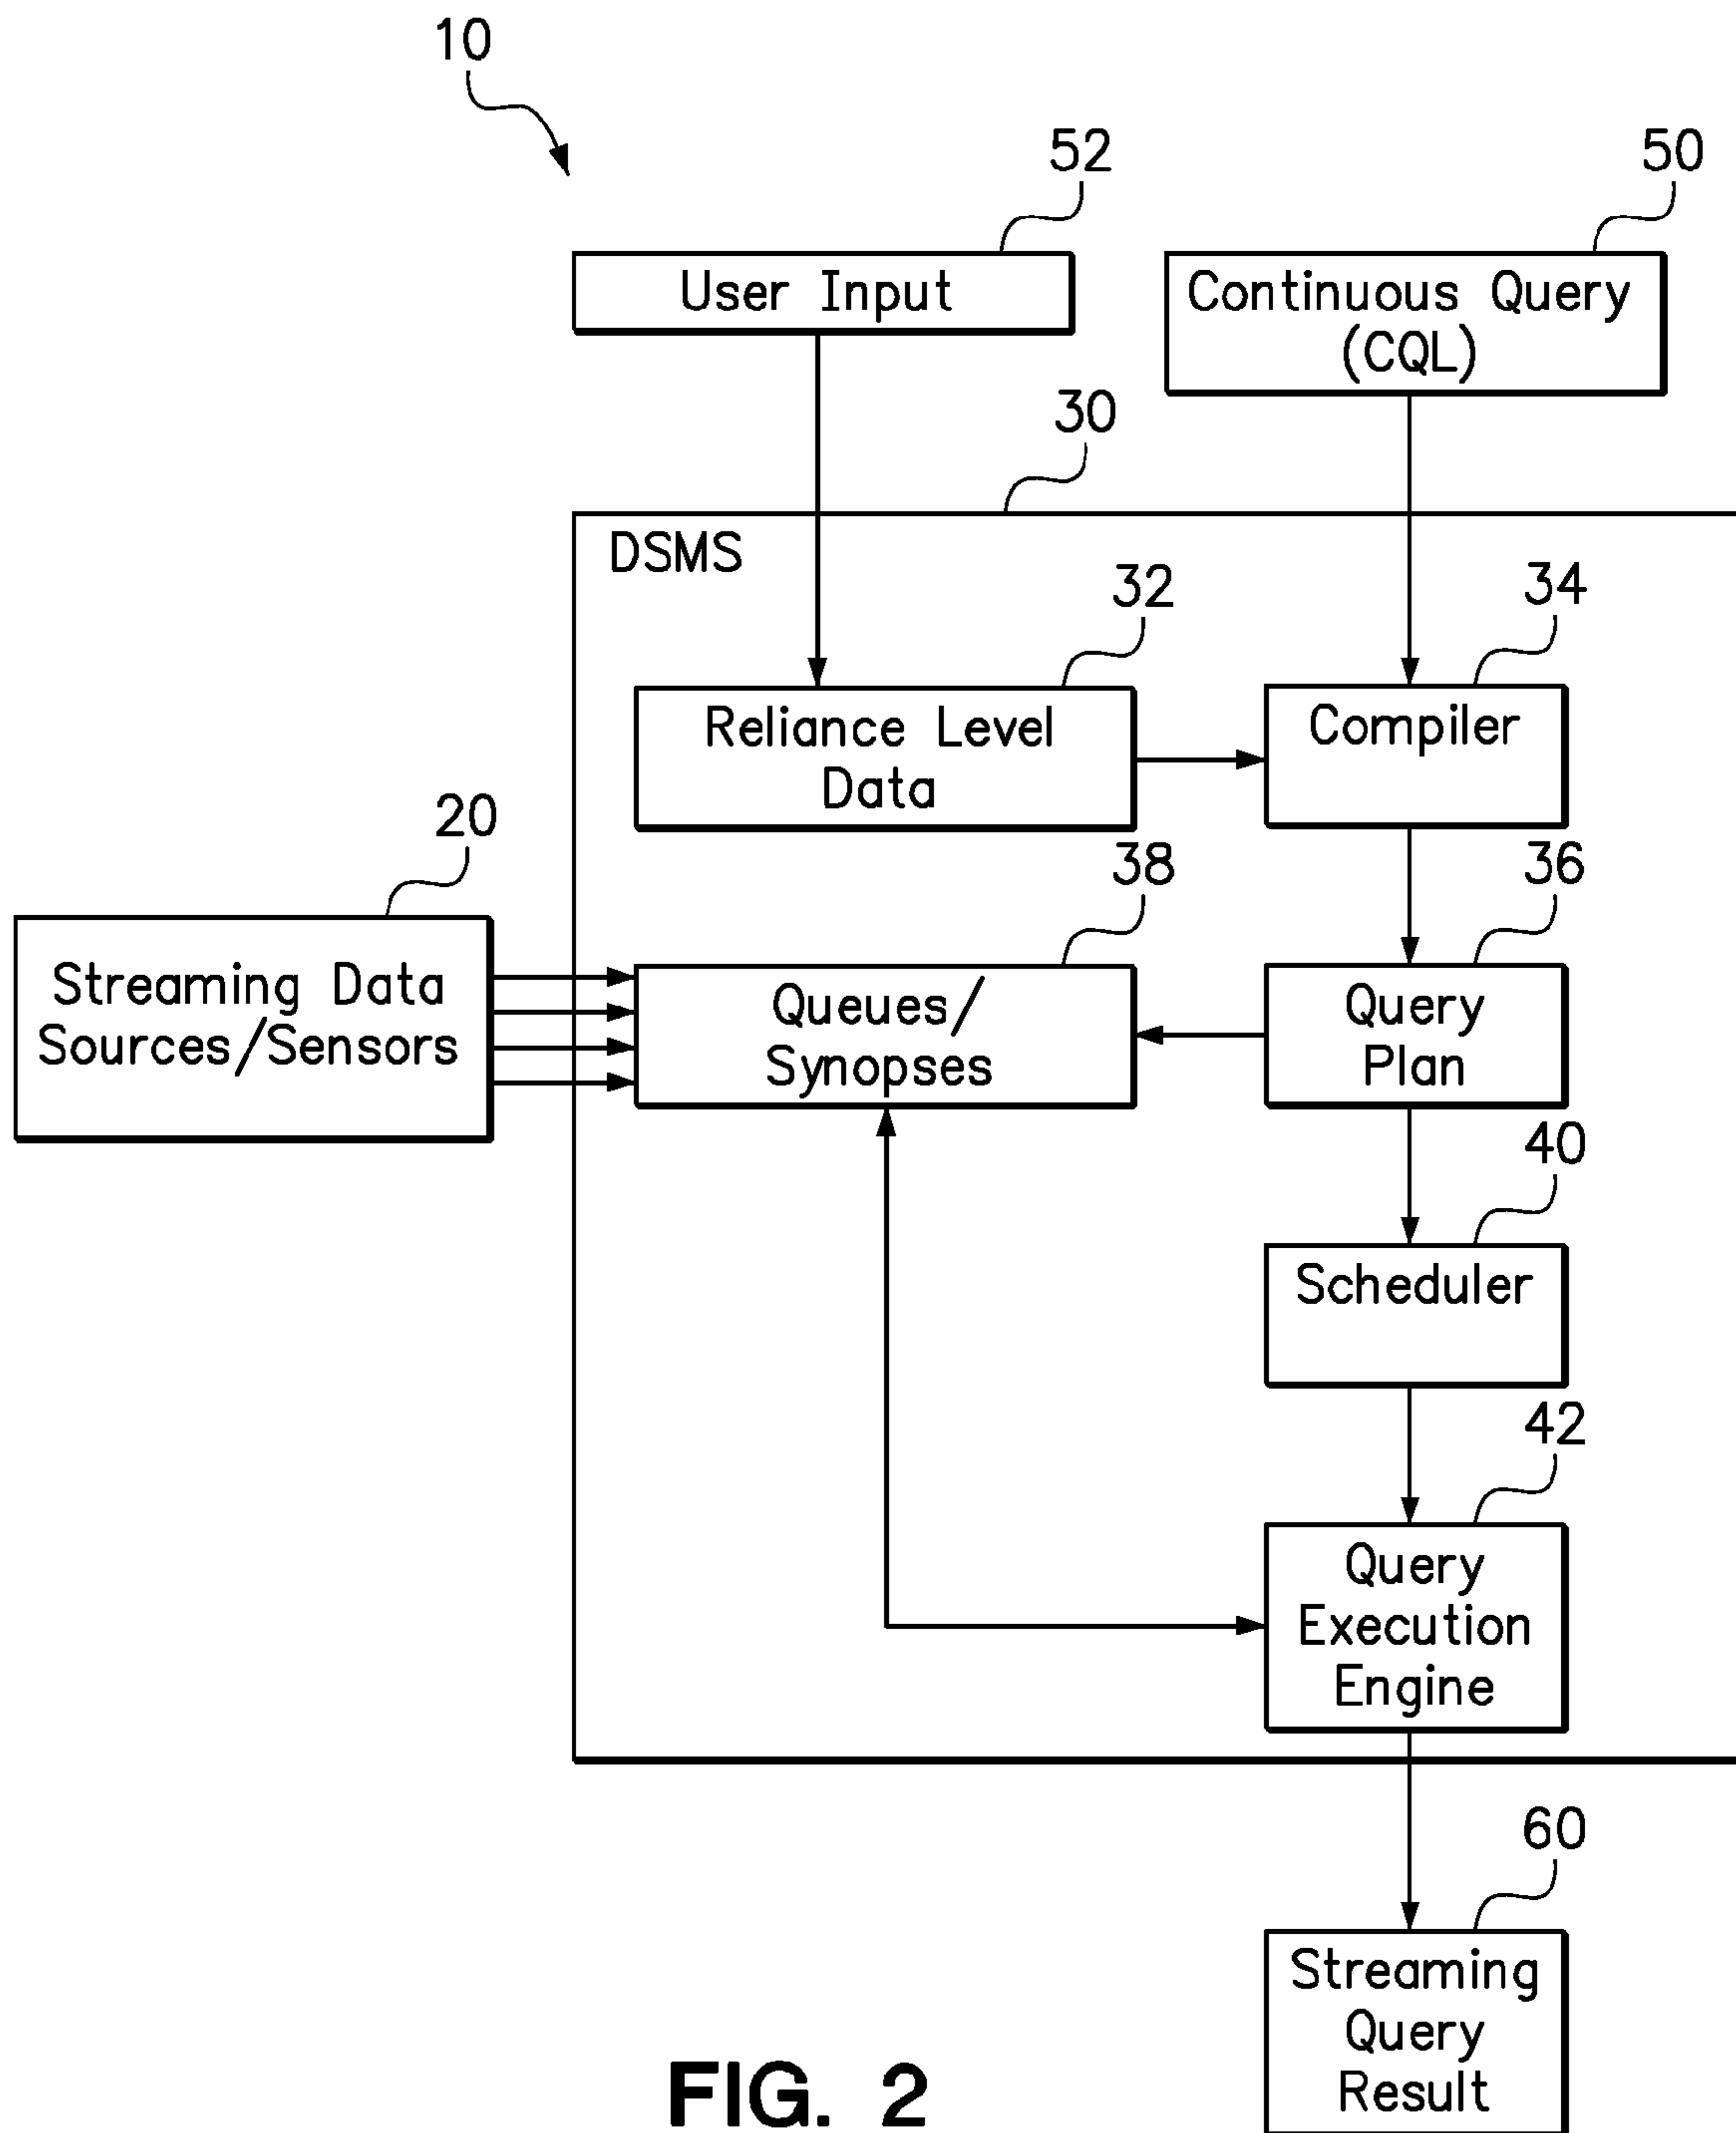 10
52
50
User Input
Continuous Query
(CQL)
30
DSMS
32
34
Reliance Level
Data
Compiler
20
38
36
Streaming Data
Sources/Sensors
Queues/
Synopses
Query
Plan
40
Scheduler
42
Query
Execution
Engine
60
Streaming
Query
Result
FIG. 2